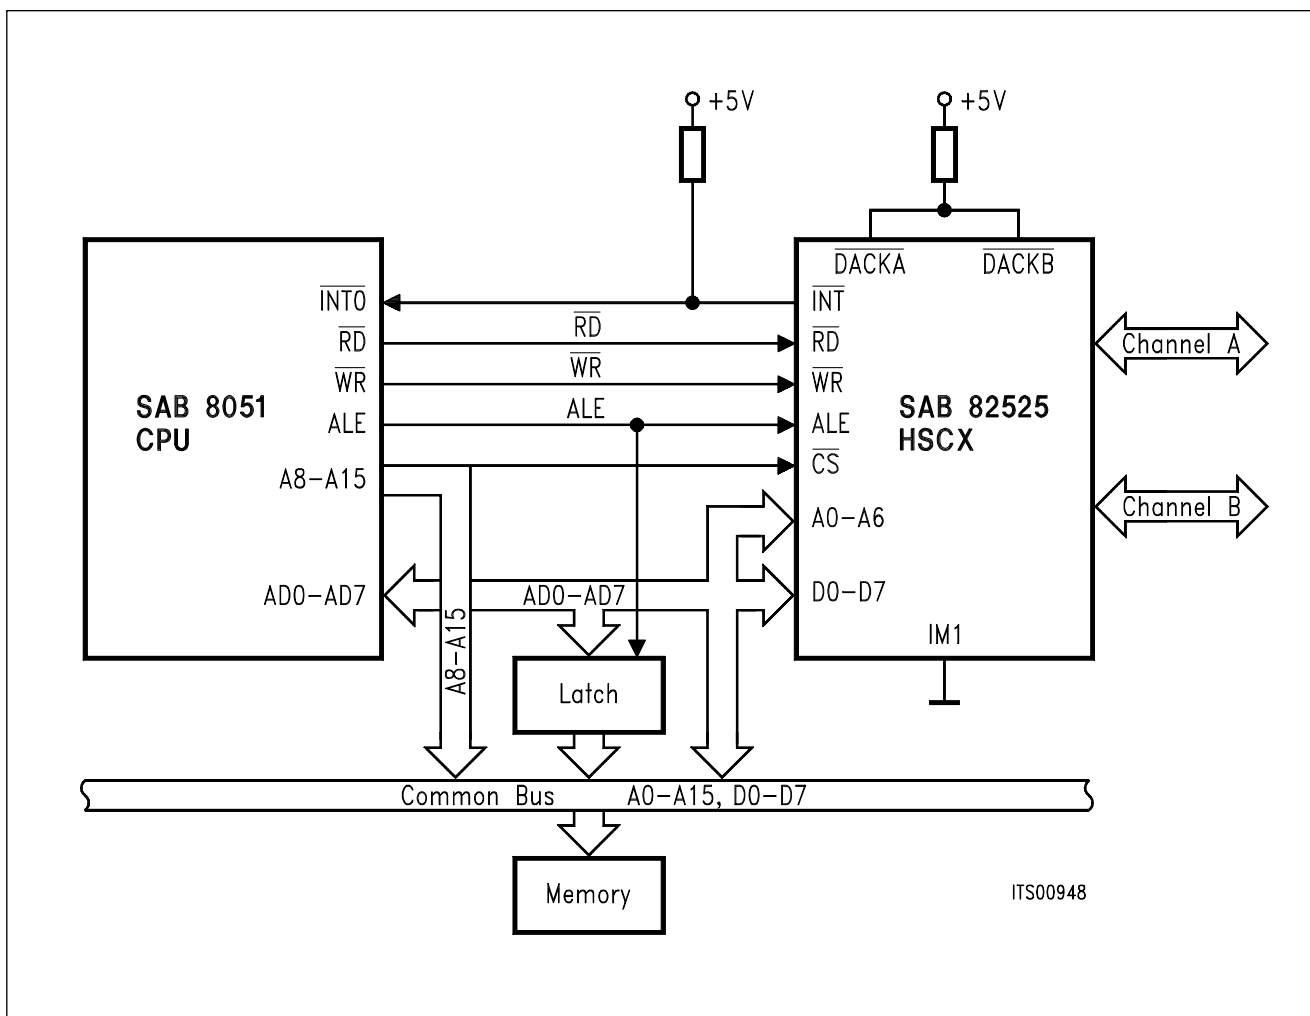 +5V
+5V
DACKA
DACKB
INT0
INT
RD
RD
RD
WR
WR
WR
ALE
ALE
ALE
SAB 8051
CPU
SAB 82525
HSCX
Channel A
CS
A8-A15
A0-A6
Channel B
AD0-AD7
AD0-AD7
D0-D7
A8-A15
IM1
Latch
Common Bus A0-A15, D0-D7
Memory
ITS00948